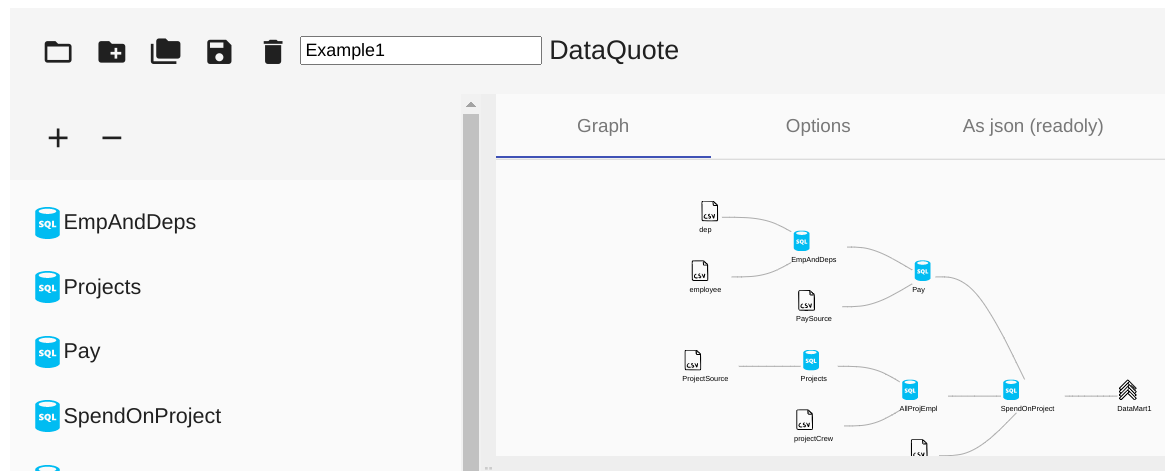 Example1 DataQuote
Graph Options As json (readoly)
SQL EmpAndDeps
SQL Projects
SQL Pay
SQL SpendOnProject
CSV
dep
SQL
EmpAndDeps
CSV
employee
SQL
Pay
CSV
PaySource
CSV
ProjectSource
SQL
Projects
SQL
AllProjEmpl
SQL
SpendOnProject
DataMart1
CSV
projectCrew
CSV